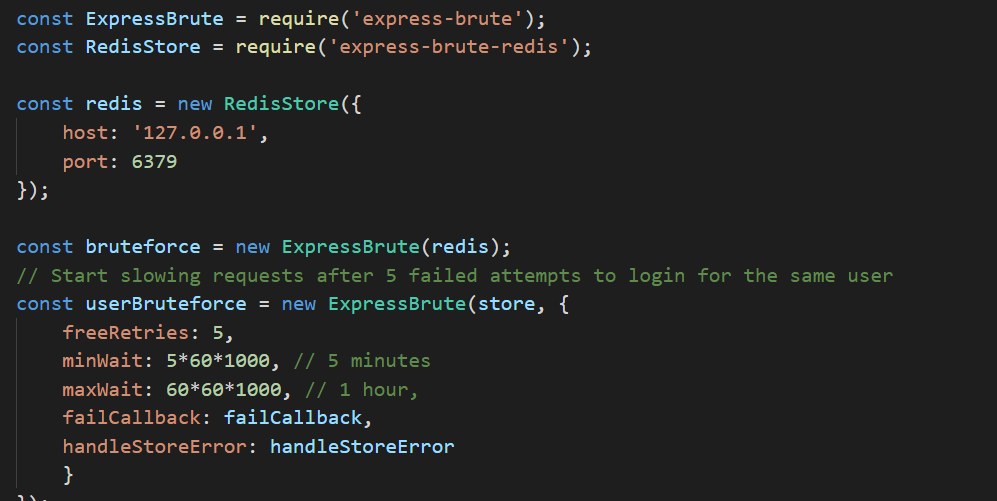 const ExpressBrute = require('express-brute');
const RedisStore = require('express-brute-redis');
const redis = new RedisStore({
host: '127.0.0.1',
port: 6379
});
const bruteforce = new ExpressBrute(redis);
// Start slowing requests after 5 failed attempts to login for the same user
const userBruteforce = new ExpressBrute(store, {
freeRetries: 5,
minWait: 5*60*1000, // 5 minutes
maxWait: 60*60*1000, // 1 hour,
failCallback: failCallback,
handleStoreError: handleStoreError
}
});